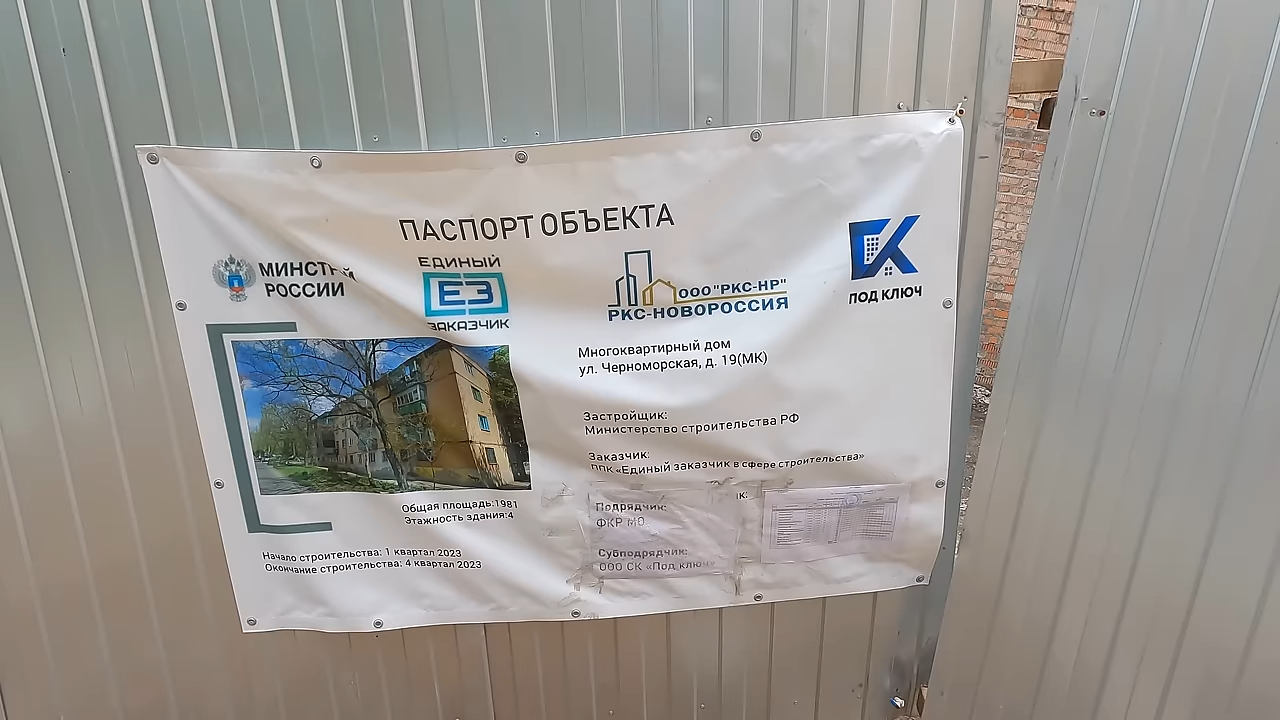 ПАСПОРТ ОБЪЕКТА
МИНСТРОЙ
РОССИИ
ЕДИНЫЙ
ЕЗ
ЗАКАЗЧИК
ООО "РКС-НР"
РКС-НОВОРОССИЯ
ПОД КЛЮЧ
Многоквартирный дом
ул. Черноморская, д. 19(МК)
Застройщик:
Министерство строительства РФ
Заказчик:
ППК «Единый заказчик в сфере строительства»
Подрядчик:
ФКР МО
Субподрядчик:
ООО СК «Под ключ»
Общая площадь:1981
Этажность здания:4
Начало строительства: 1 квартал 2023
Окончание строительства: 4 квартал 2023